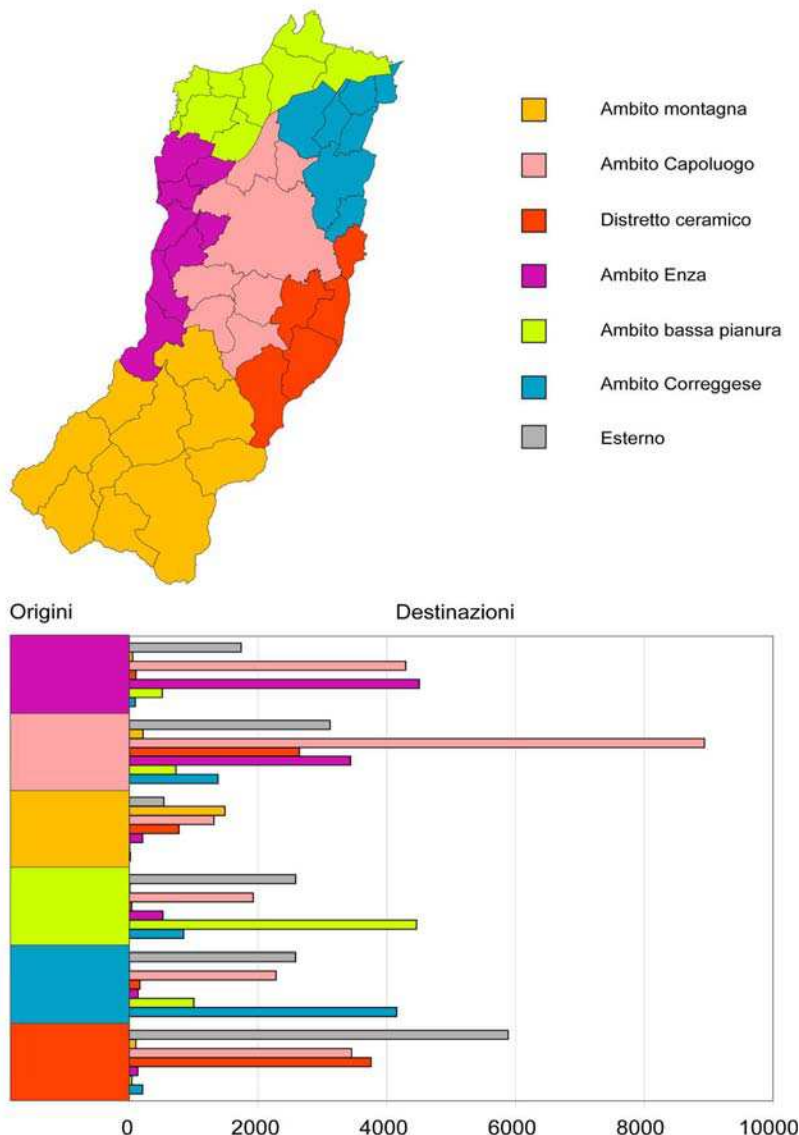 Ambito montagna
Ambito Capoluogo
Distretto ceramico
Ambito Enza
Ambito bassa pianura
Ambito Correggese
Esterno
Origini Destinazioni
0 2000 4000 6000 8000 10000